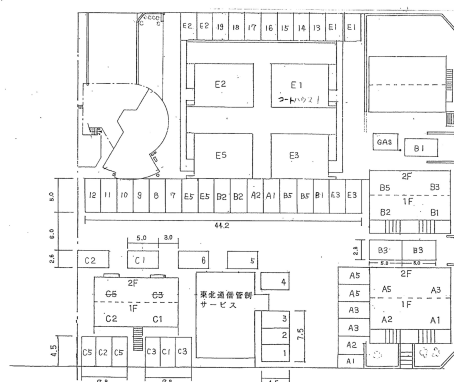 E2 E2 19 18 17 16 15 14 13 E1 E1
E2
E1
コートハウス1
E5
E3
GAS
B1
2F
B5 B3
1F
B2 B1
5.0
12 11 10 9 8 7 E5 E5 B2 B2 A2 A1 B5 B5 B1 E3 E3
44.2
6.0
5.0 3.0
2.8
C2
C1
6
5
2.8
B3 B3
5.0 5.0
2F
C5 C3
1F
C2 C1
東北通信管制
サービス
4
3
2
1
7.5
A5
A5
A3
A3
A2
A1
2F
A5 A3
1F
A2 A1
4.5
C5 C2 C5
C3 C1 C3